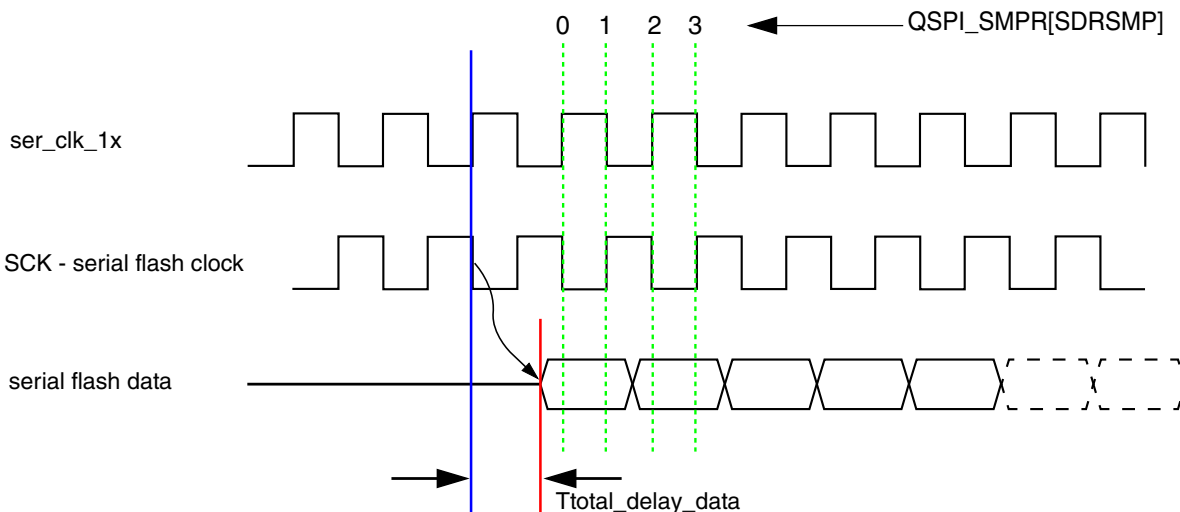 0 1 2 3 QSPI_SMPR[SDRSMP]
ser_clk_1x
SCK - serial flash clock
serial flash data
Ttotal_delay_data